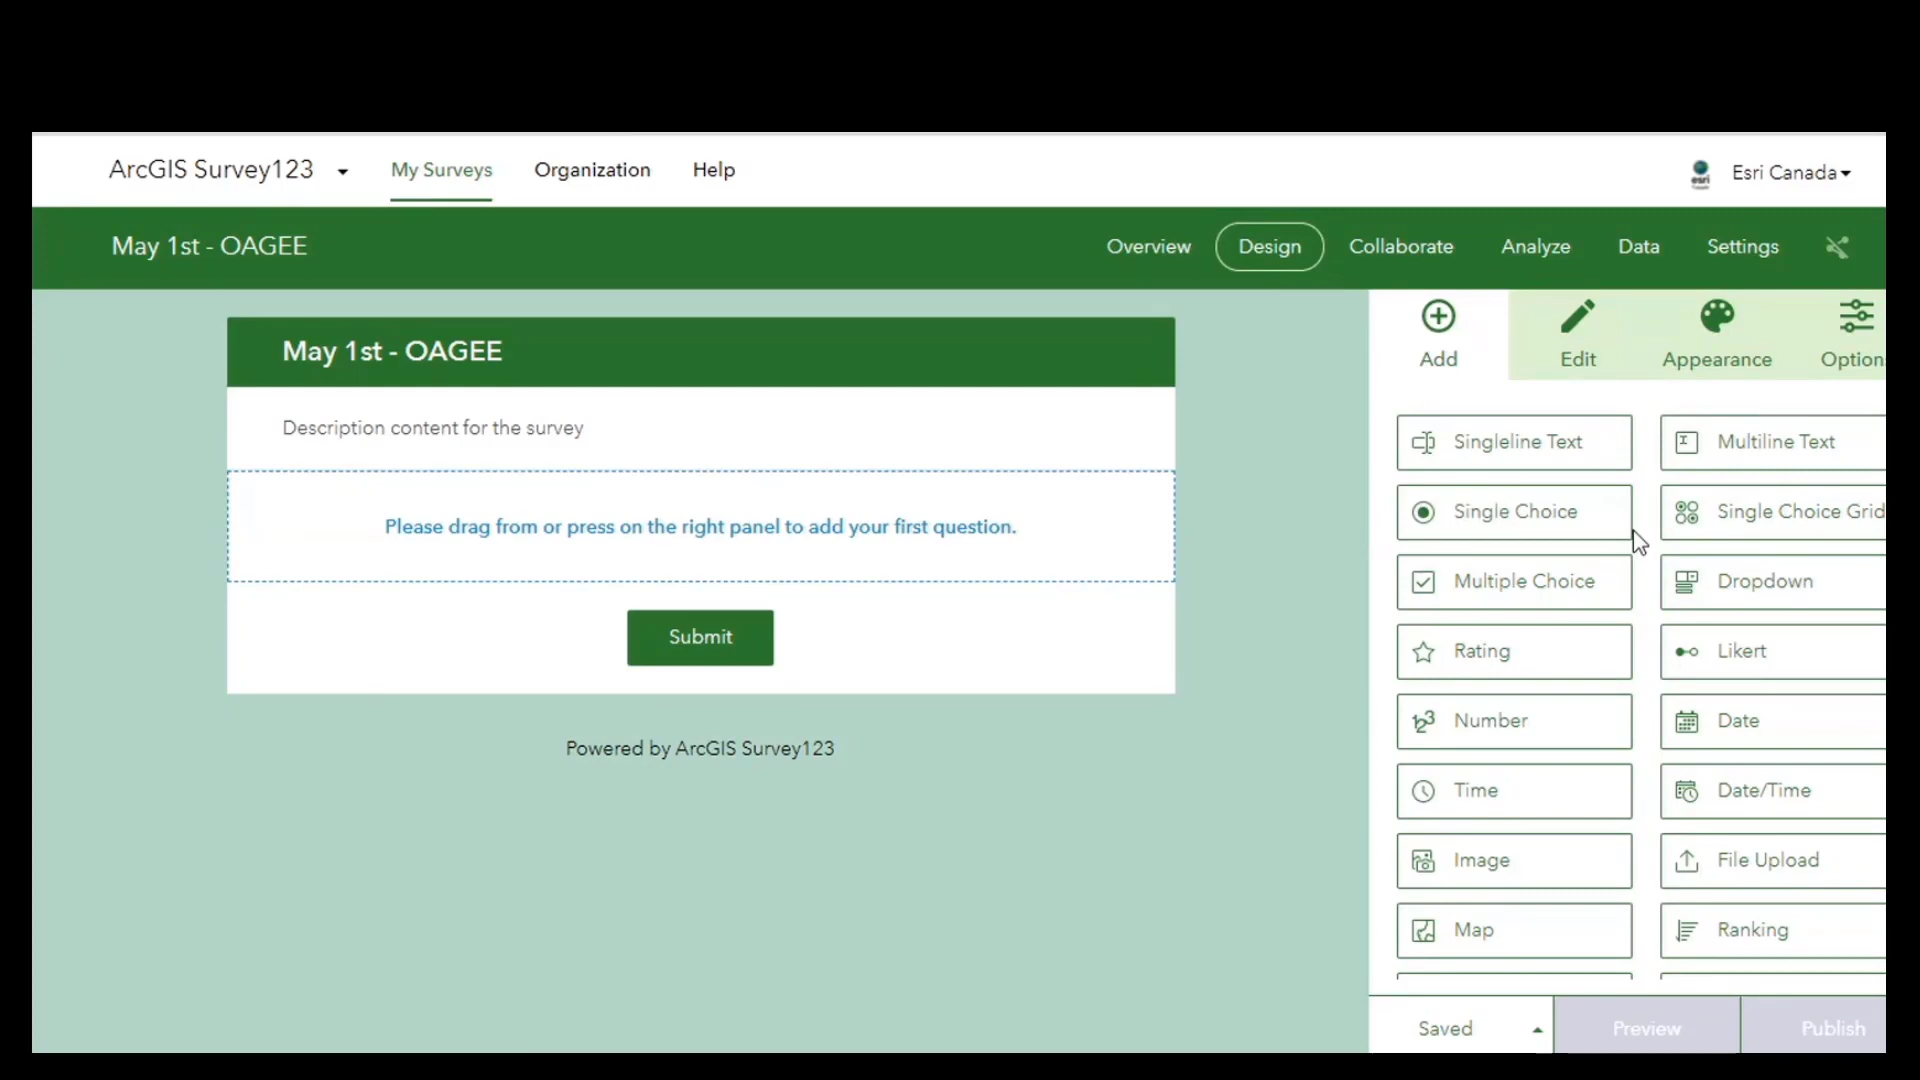 ArcGIS Survey123
My Surveys
Organization
Help
esri
Esri Canada
May 1st - OAGEE
Overview
Design
Collaborate
Analyze
Data
Settings
May 1st - OAGEE
Description content for the survey
Please drag from or press on the right panel to add your first question.
Submit
Powered by ArcGIS Survey123
Add
Edit
Appearance
Option
Singleline Text
Multiline Text
Single Choice
Single Choice Grid
Multiple Choice
Dropdown
Rating
Likert
Number
Date
Time
Date/Time
Image
File Upload
Map
Ranking
Saved
Preview
Publish